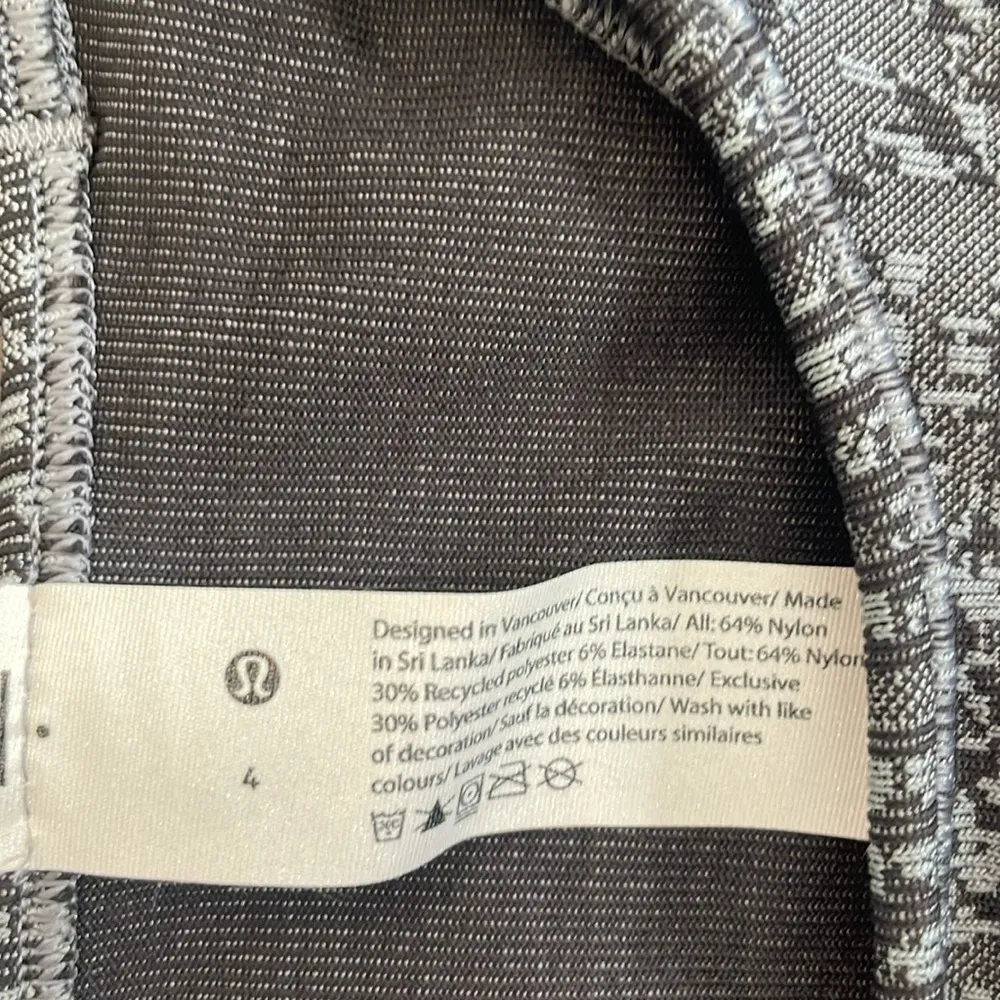 4
Designed in Vancouver/ Conçu à Vancouver/ Made
in Sri Lanka/ Fabriqué au Sri Lanka/ All: 64% Nylon
30% Recycled polyester 6% Elastane/ Tout: 64% Nylon
30% Polyester recyclé 6% Élasthanne/ Exclusive
of decoration/ Sauf la décoration/ Wash with like
colours/ Lavage avec des couleurs similaires